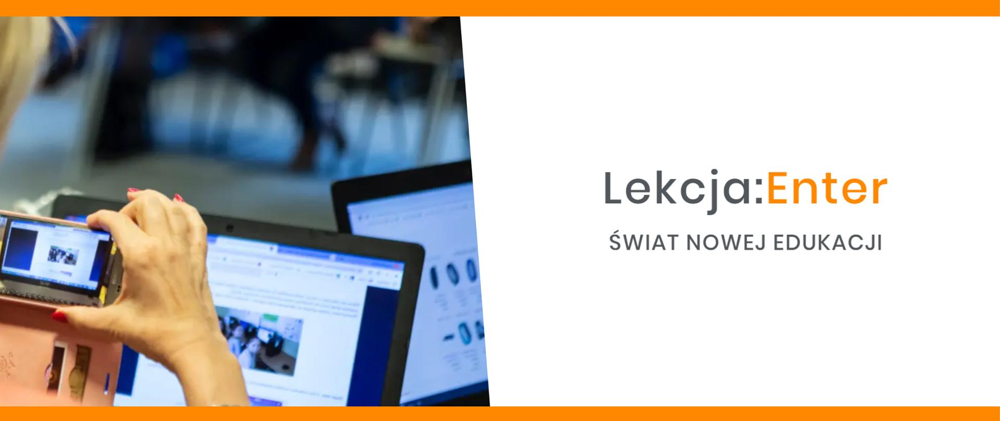 Lekcja:Enter
ŚWIAT NOWEJ EDUKACJI